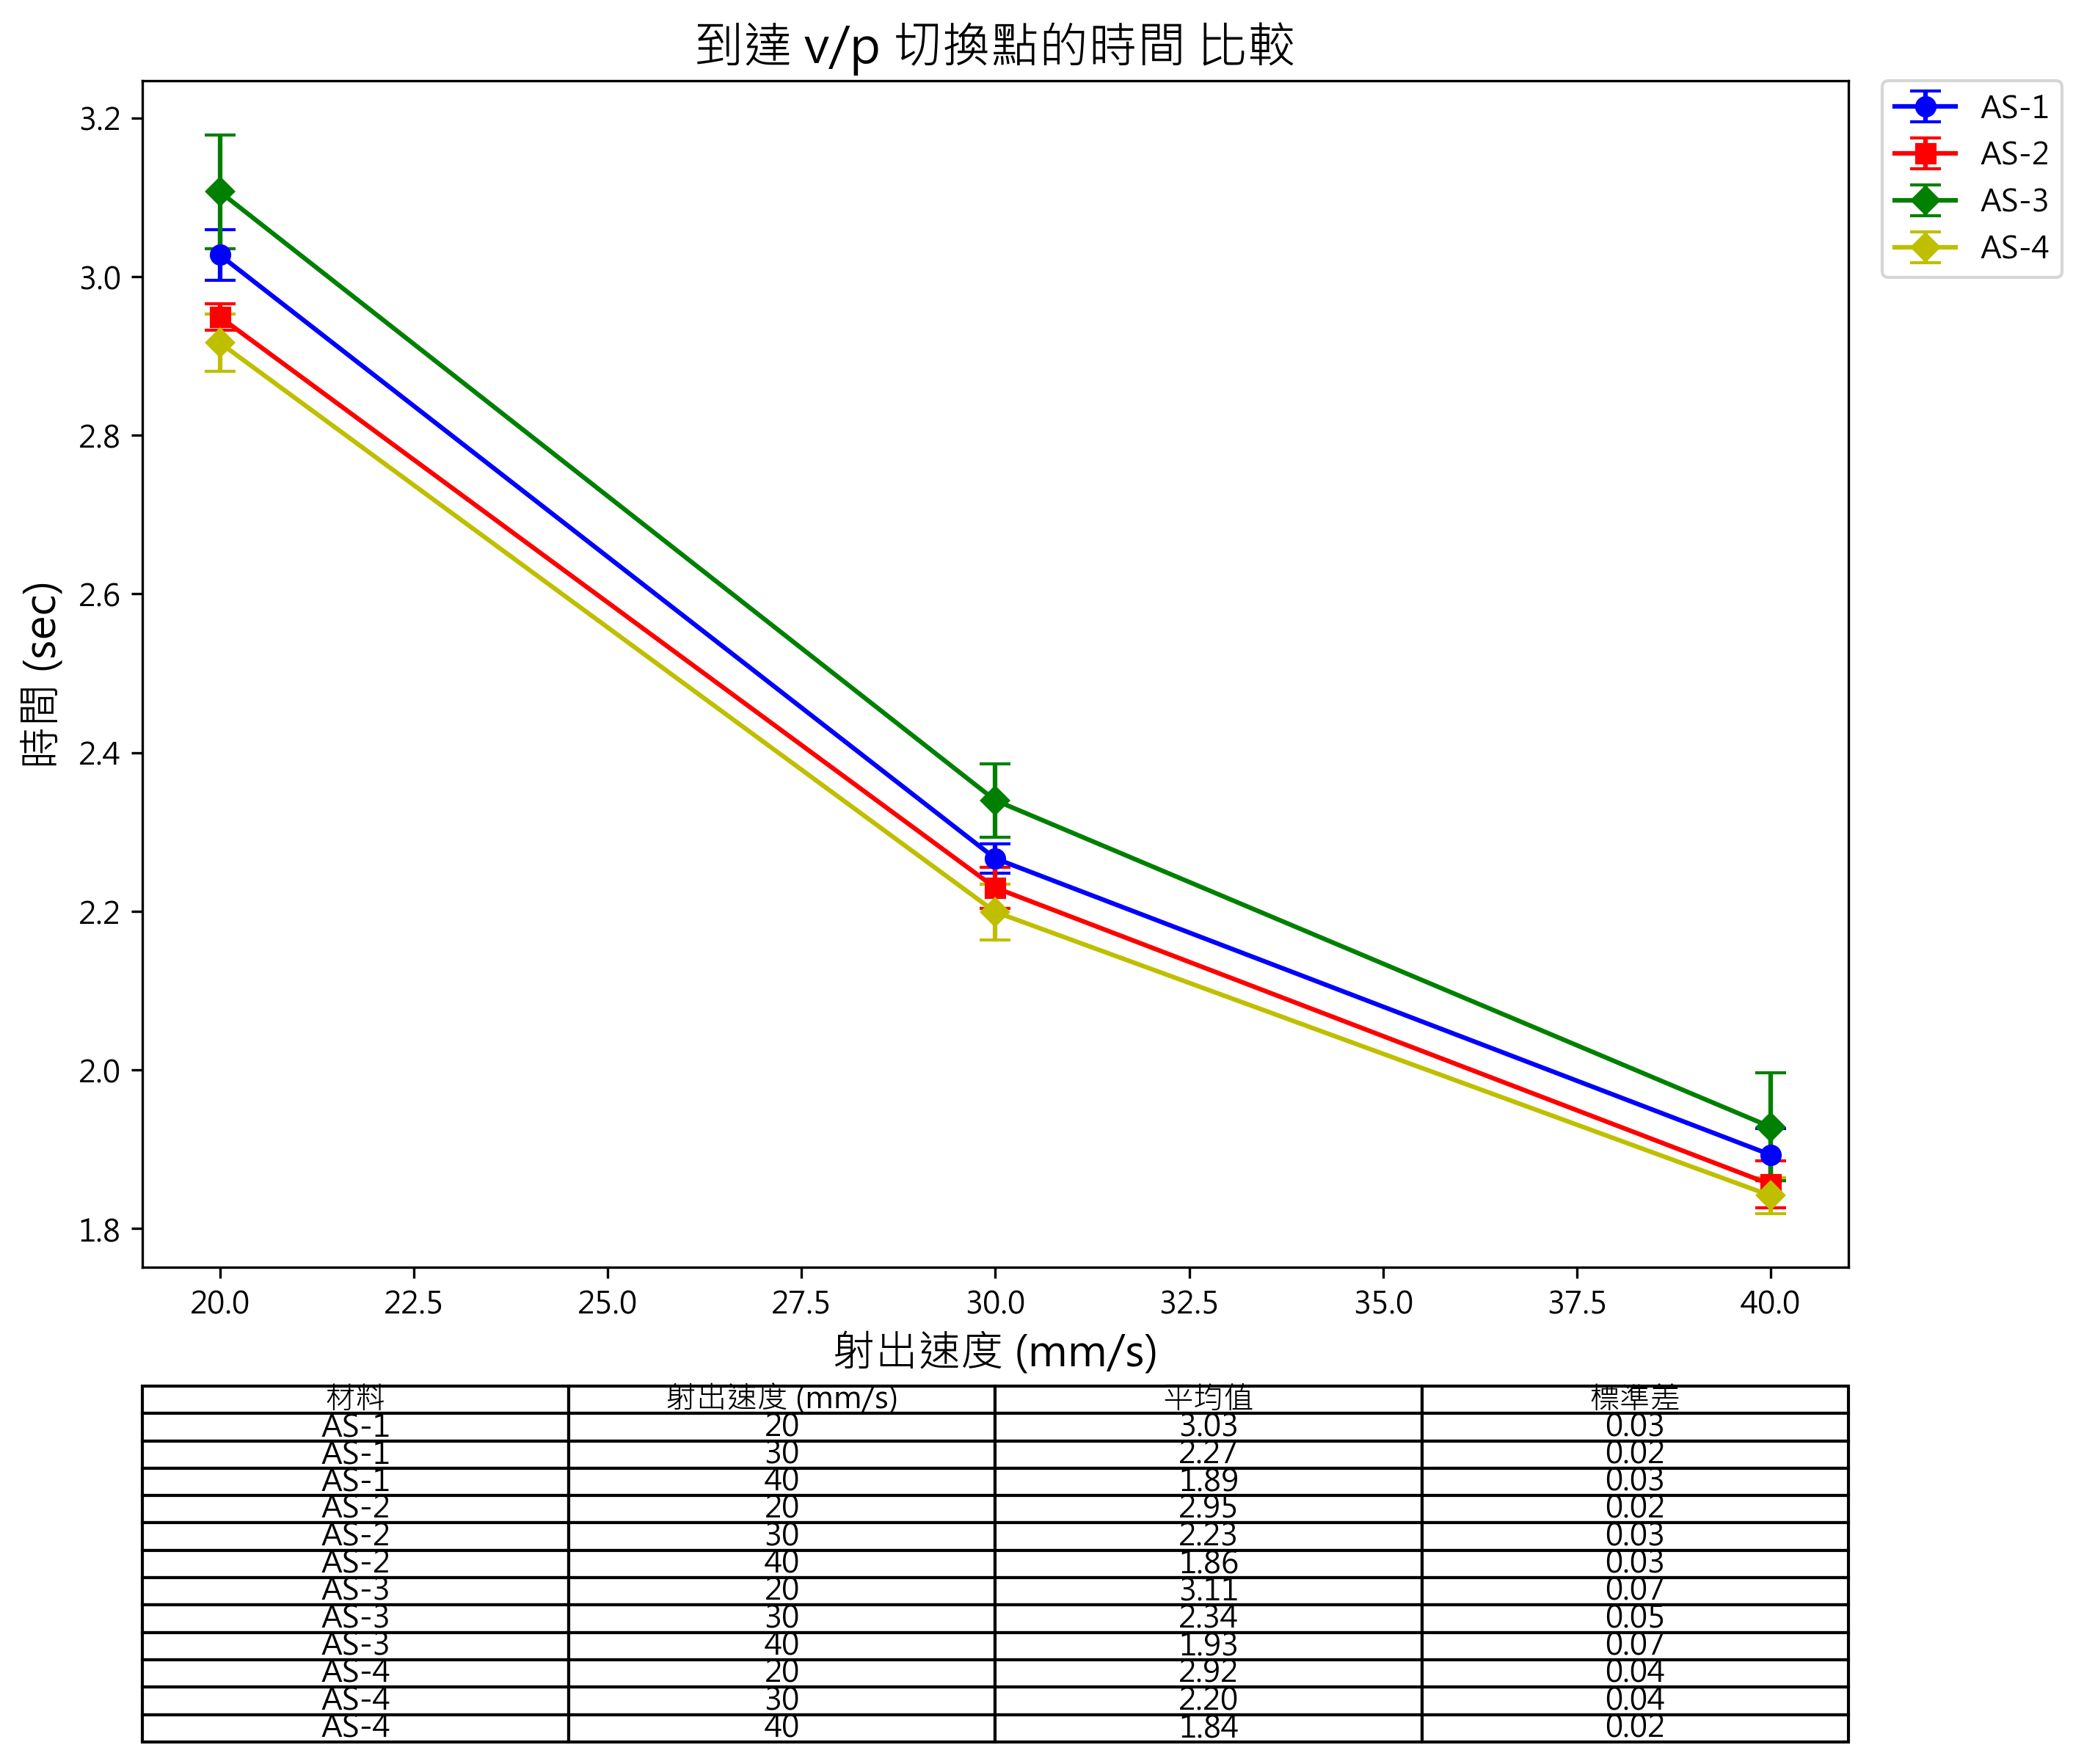 到達 v/p 切換點的時間 比較
AS-1
AS-2
AS-3
AS-4
時間 (sec)
3.2
3.0
2.8
2.6
2.4
2.2
2.0
1.8
20.0 22.5 25.0 27.5 30.0 32.5 35.0 37.5 40.0
射出速度 (mm/s)
材料 射出速度 (mm/s) 平均值 標準差
AS-1 20 3.03 0.03
AS-1 30 2.27 0.02
AS-1 40 1.89 0.03
AS-2 20 2.95 0.02
AS-2 30 2.23 0.03
AS-2 40 1.86 0.03
AS-3 20 3.11 0.07
AS-3 30 2.34 0.05
AS-3 40 1.93 0.07
AS-4 20 2.92 0.04
AS-4 30 2.20 0.04
AS-4 40 1.84 0.02